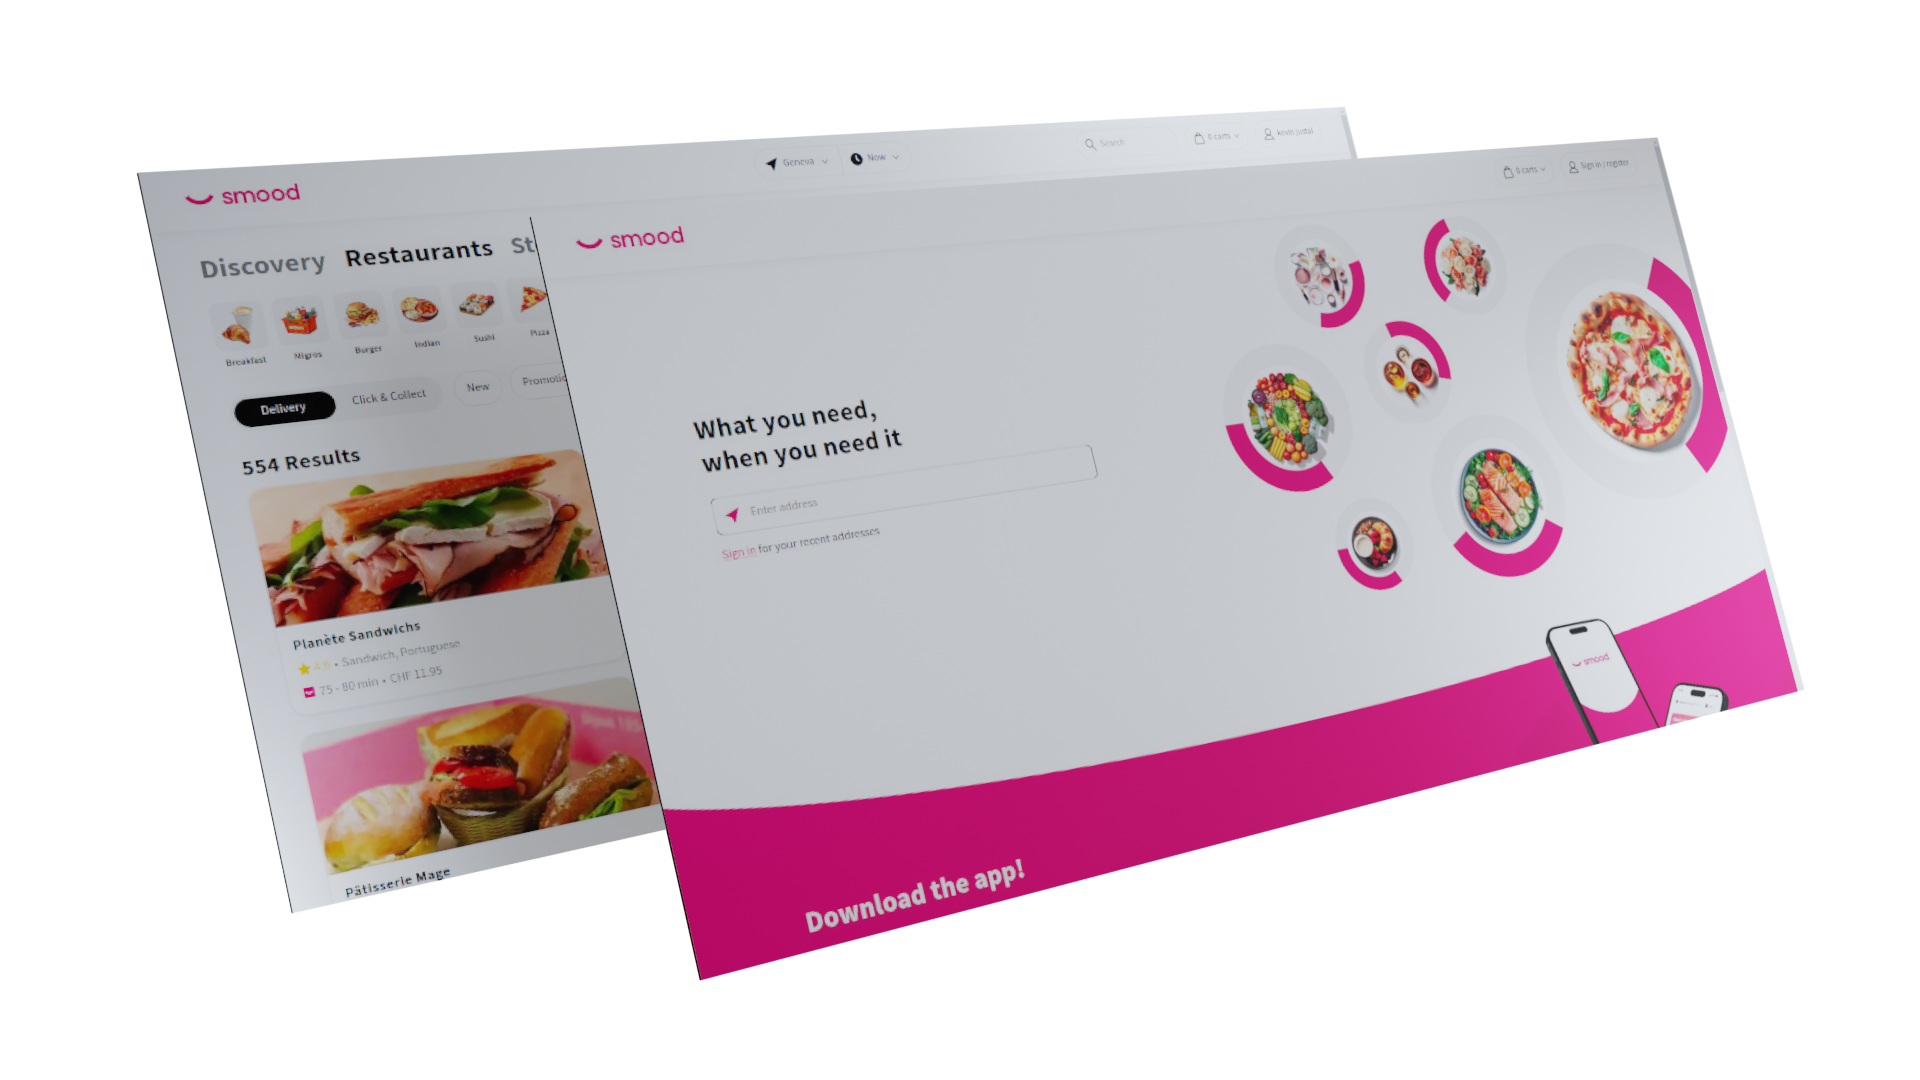 smood
Geneva
Now
Search
0 carts
kevin justal
Discovery Restaurants St
Breakfast
Migros
Burger
Indian
Sushi
Pizza
Delivery
Click & Collect
New
Promotio
554 Results
Planète Sandwichs
4.6 • Sandwich, Portuguese
75 - 80 min • CHF 11.95
Pâtisserie Mage
smood
0 carts
Sign in / register
What you need,
when you need it
Enter address
Sign in for your recent addresses
smood
Download the app!